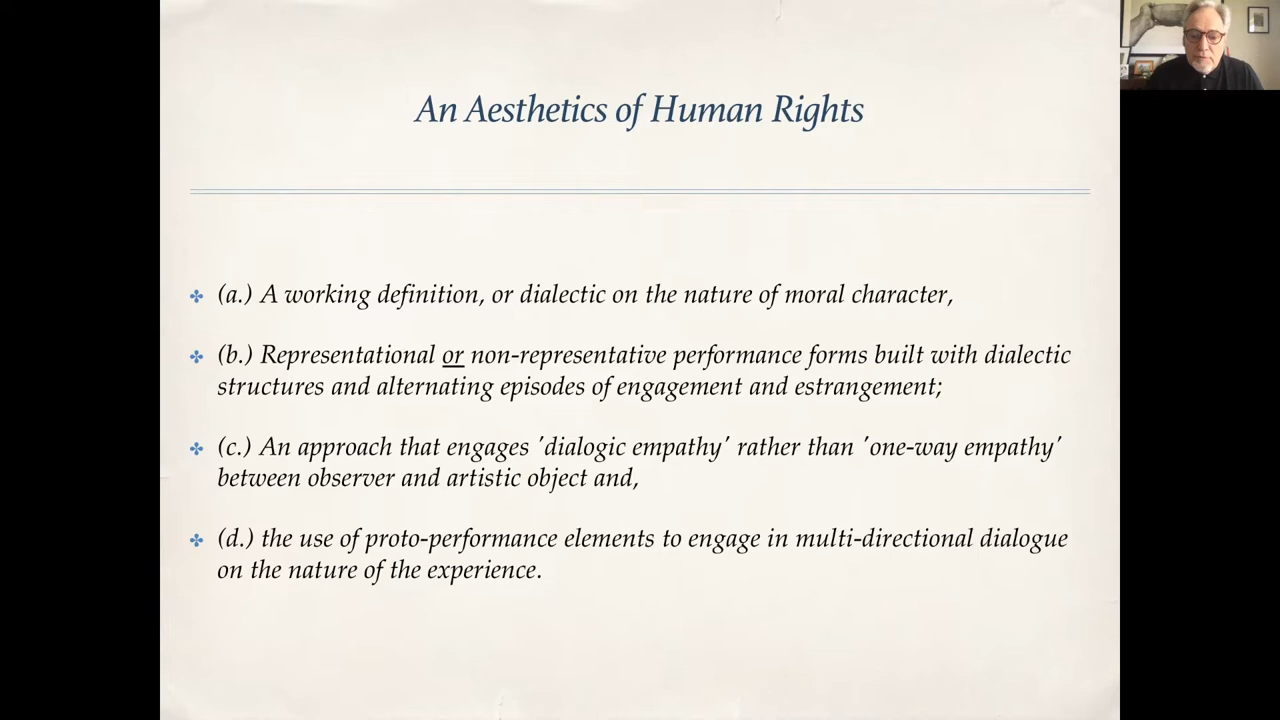 An Aesthetics of Human Rights
(a.) A working definition, or dialectic on the nature of moral character,
(b.) Representational or non-representative performance forms built with dialectic
structures and alternating episodes of engagement and estrangement;
(c.) An approach that engages 'dialogic empathy' rather than 'one-way empathy'
between observer and artistic object and,
(d.) the use of proto-performance elements to engage in multi-directional dialogue
on the nature of the experience.